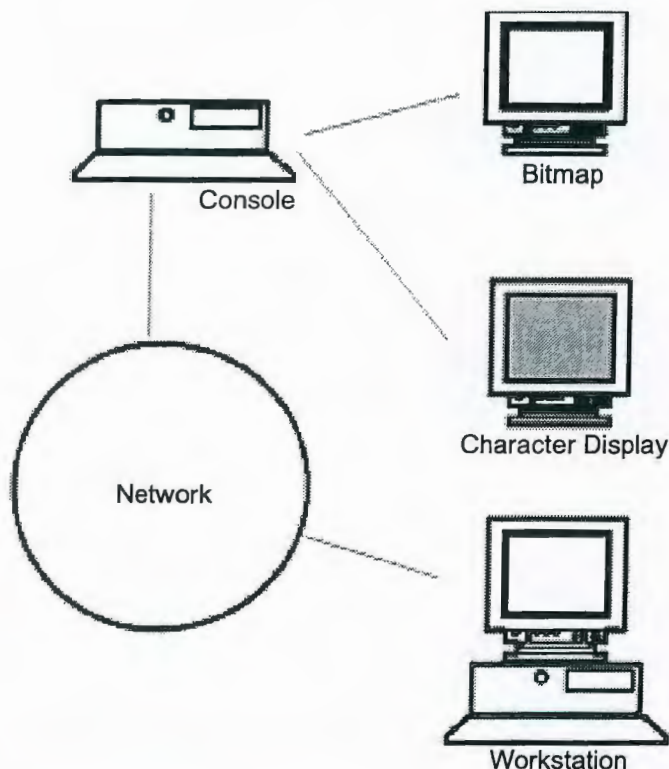 Bitmap
Console
Character Display
Network
Workstation